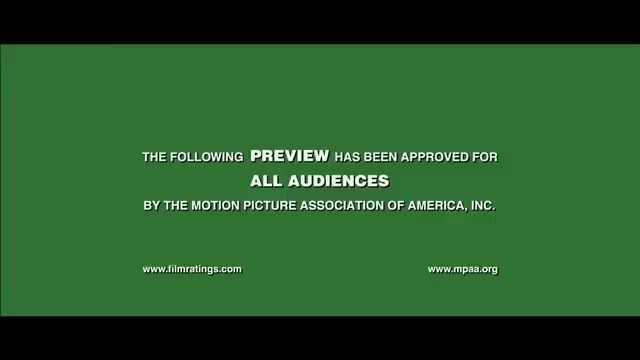 THE FOLLOWING PREVIEW HAS BEEN APPROVED FOR
ALL AUDIENCES
BY THE MOTION PICTURE ASSOCIATION OF AMERICA, INC.
www.filmratings.com www.mpaa.org